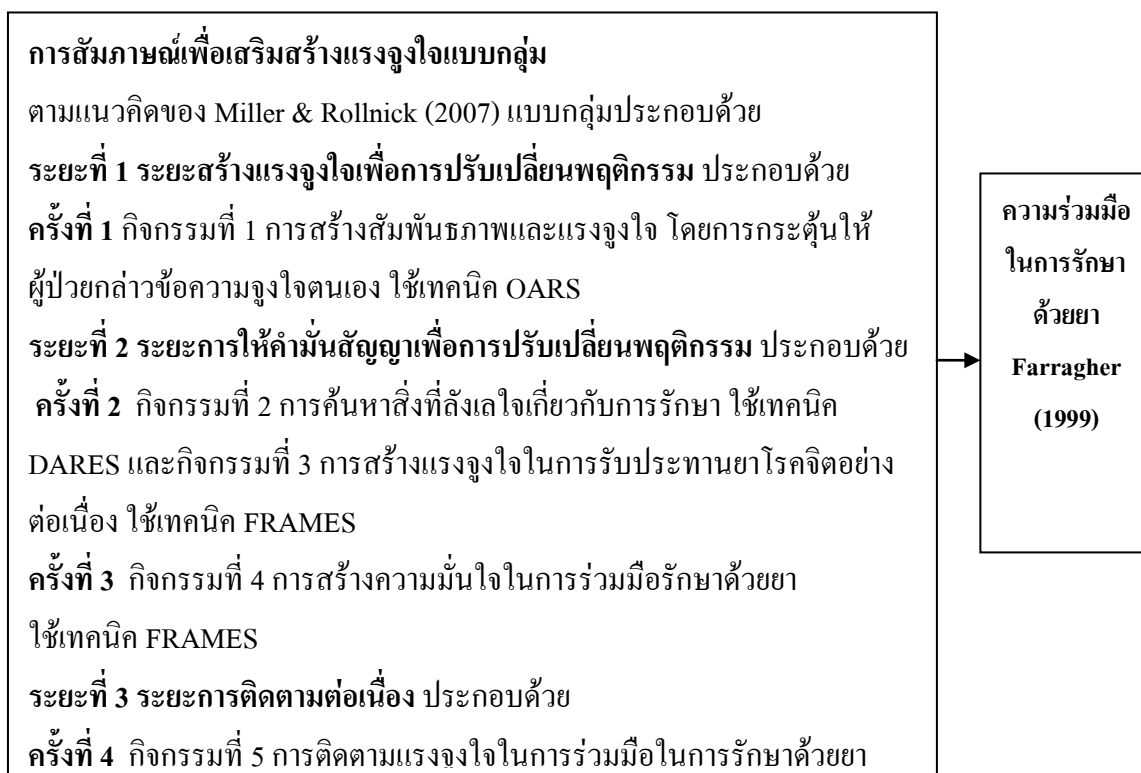 การสัมภาษณ์เพื่อเสริมสร้างแรงจูงใจแบบกลุ่ม
ตามแนวคิดของ Miller & Rollnick (2007) แบบกลุ่มประกอบด้วย
ระยะที่ 1 ระยะสร้างแรงจูงใจเพื่อการปรับเปลี่ยนพฤติกรรม ประกอบด้วย
ครั้งที่ 1 กิจกรรมที่ 1 การสร้างสัมพันธภาพและแรงจูงใจ โดยการกระตุ้นให้
ผู้ป่วยกล่าวข้อความจูงใจตนเอง ใช้เทคนิค OARS
ระยะที่ 2 ระยะการให้คำมั่นสัญญาเพื่อการปรับเปลี่ยนพฤติกรรม ประกอบด้วย
ครั้งที่ 2 กิจกรรมที่ 2 การค้นหาสิ่งที่ลังเลใจเกี่ยวกับการรักษา ใช้เทคนิค
DARES และกิจกรรมที่ 3 การสร้างแรงจูงใจในการรับประทานยาโรคจิตอย่าง
ต่อเนื่อง ใช้เทคนิค FRAMES
ครั้งที่ 3 กิจกรรมที่ 4 การสร้างความมั่นใจในการร่วมมือรักษาด้วยยา
ใช้เทคนิค FRAMES
ระยะที่ 3 ระยะการติดตามต่อเนื่อง ประกอบด้วย
ครั้งที่ 4 กิจกรรมที่ 5 การติดตามแรงจูงใจในการร่วมมือในการรักษาด้วยยา
ความร่วมมือ
ในการรักษา
ด้วยยา
Farragher
(1999)